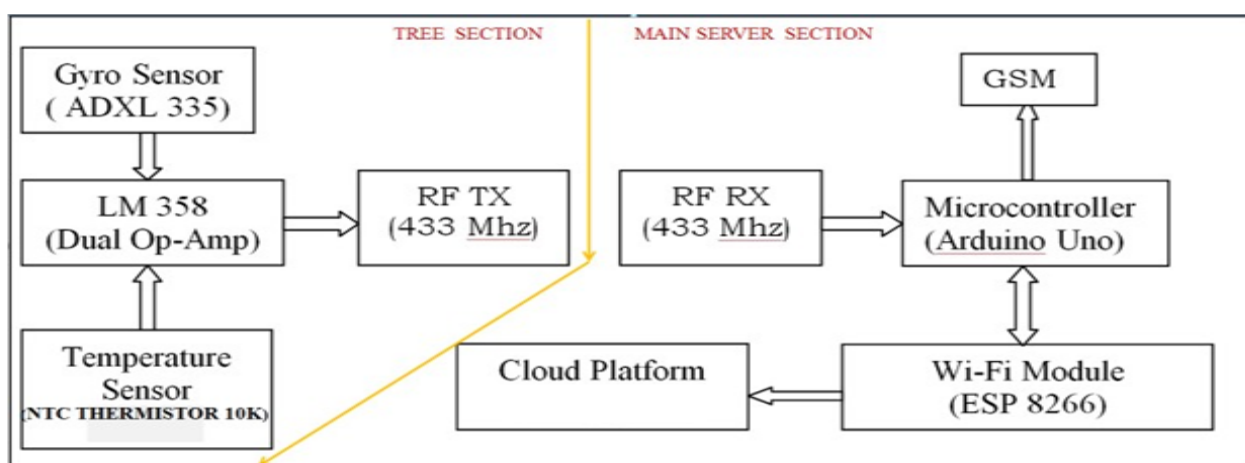 TREE SECTION
MAIN SERVER SECTION
Gyro Sensor
( ADXL 335)
GSM
LM 358
(Dual Op-Amp)
RF TX
(433 Mhz)
RF RX
(433 Mhz)
Microcontroller
(Arduino Uno)
Temperature
Sensor
(NTC THERMISTOR 10K)
Cloud Platform
Wi-Fi Module
(ESP 8266)